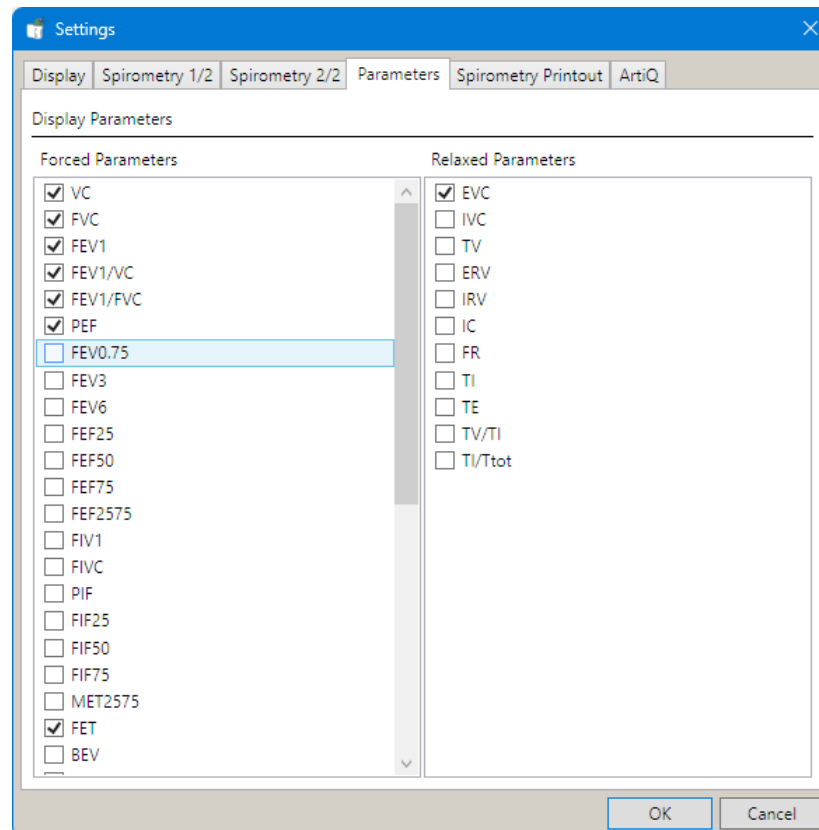 Settings
Display Spirometry 1/2 Spirometry 2/2 Parameters Spirometry Printout ArtiQ
Display Parameters
Forced Parameters
VC
FVC
FEV1
FEV1/VC
FEV1/FVC
PEF
FEV0.75
FEV3
FEV6
FEF25
FEF50
FEF75
FEF2575
FIV1
FIVC
PIF
FIF25
FIF50
FIF75
MET2575
FET
BEV
Relaxed Parameters
EVC
IVC
TV
ERV
IRV
IC
FR
TI
TE
TV/TI
TI/Ttot
OK Cancel